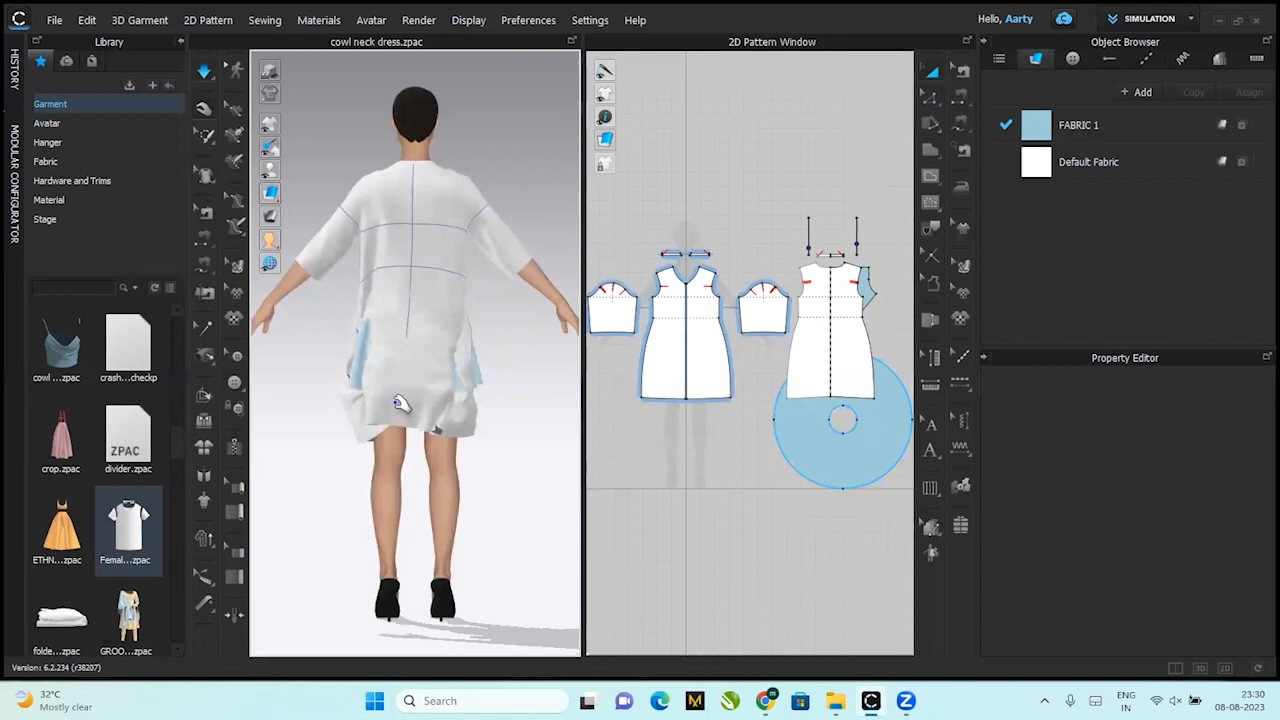 File Edit 3D Garment 2D Pattern Sewing Materials Avatar Render Display Preferences Settings Help
Hello, Aarty
SIMULATION
Library
cowl neck dress.zpac
2D Pattern Window
Object Browser
HISTORY
MODULAR CONFIGURATOR
Garment
Avatar
Hanger
Fabric
Hardware and Trims
Material
Stage
+ Add
Copy
Assign
FABRIC 1
Default Fabric
Property Editor
cowl ...zpac
crash...checkp
ZPAC
crop.zpac
divider.zpac
ETHN...zpac
Femal...zpac
folde...zpac
GROO...zpac
Version: 6.2.234 (r38207)
3D
2D
32°C
Mostly clear
Search
ENG
IN
23:30
08-08-2023